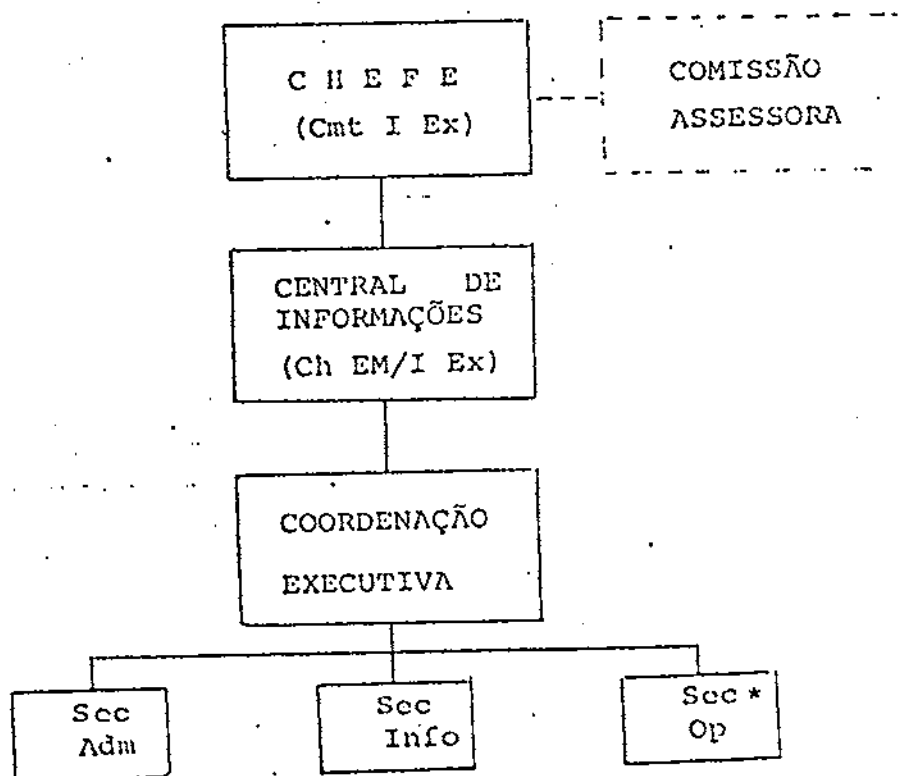 C H E F E
(Cmt I Ex)
COMISSÃO
ASSESSORA
CENTRAL DE
INFORMAÇÕES
(Ch EM/I Ex)
COORDENAÇÃO
EXECUTIVA
Sec
Adm
Sec
Info
Sec *
Op